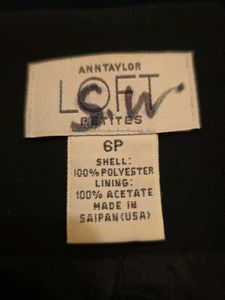 ANNTAYLOR
LOFT
S.W
PETITES
6P
SHELL:
100% POLYESTER
LINING:
100% ACETATE
MADE IN
SAIPAN(USA)